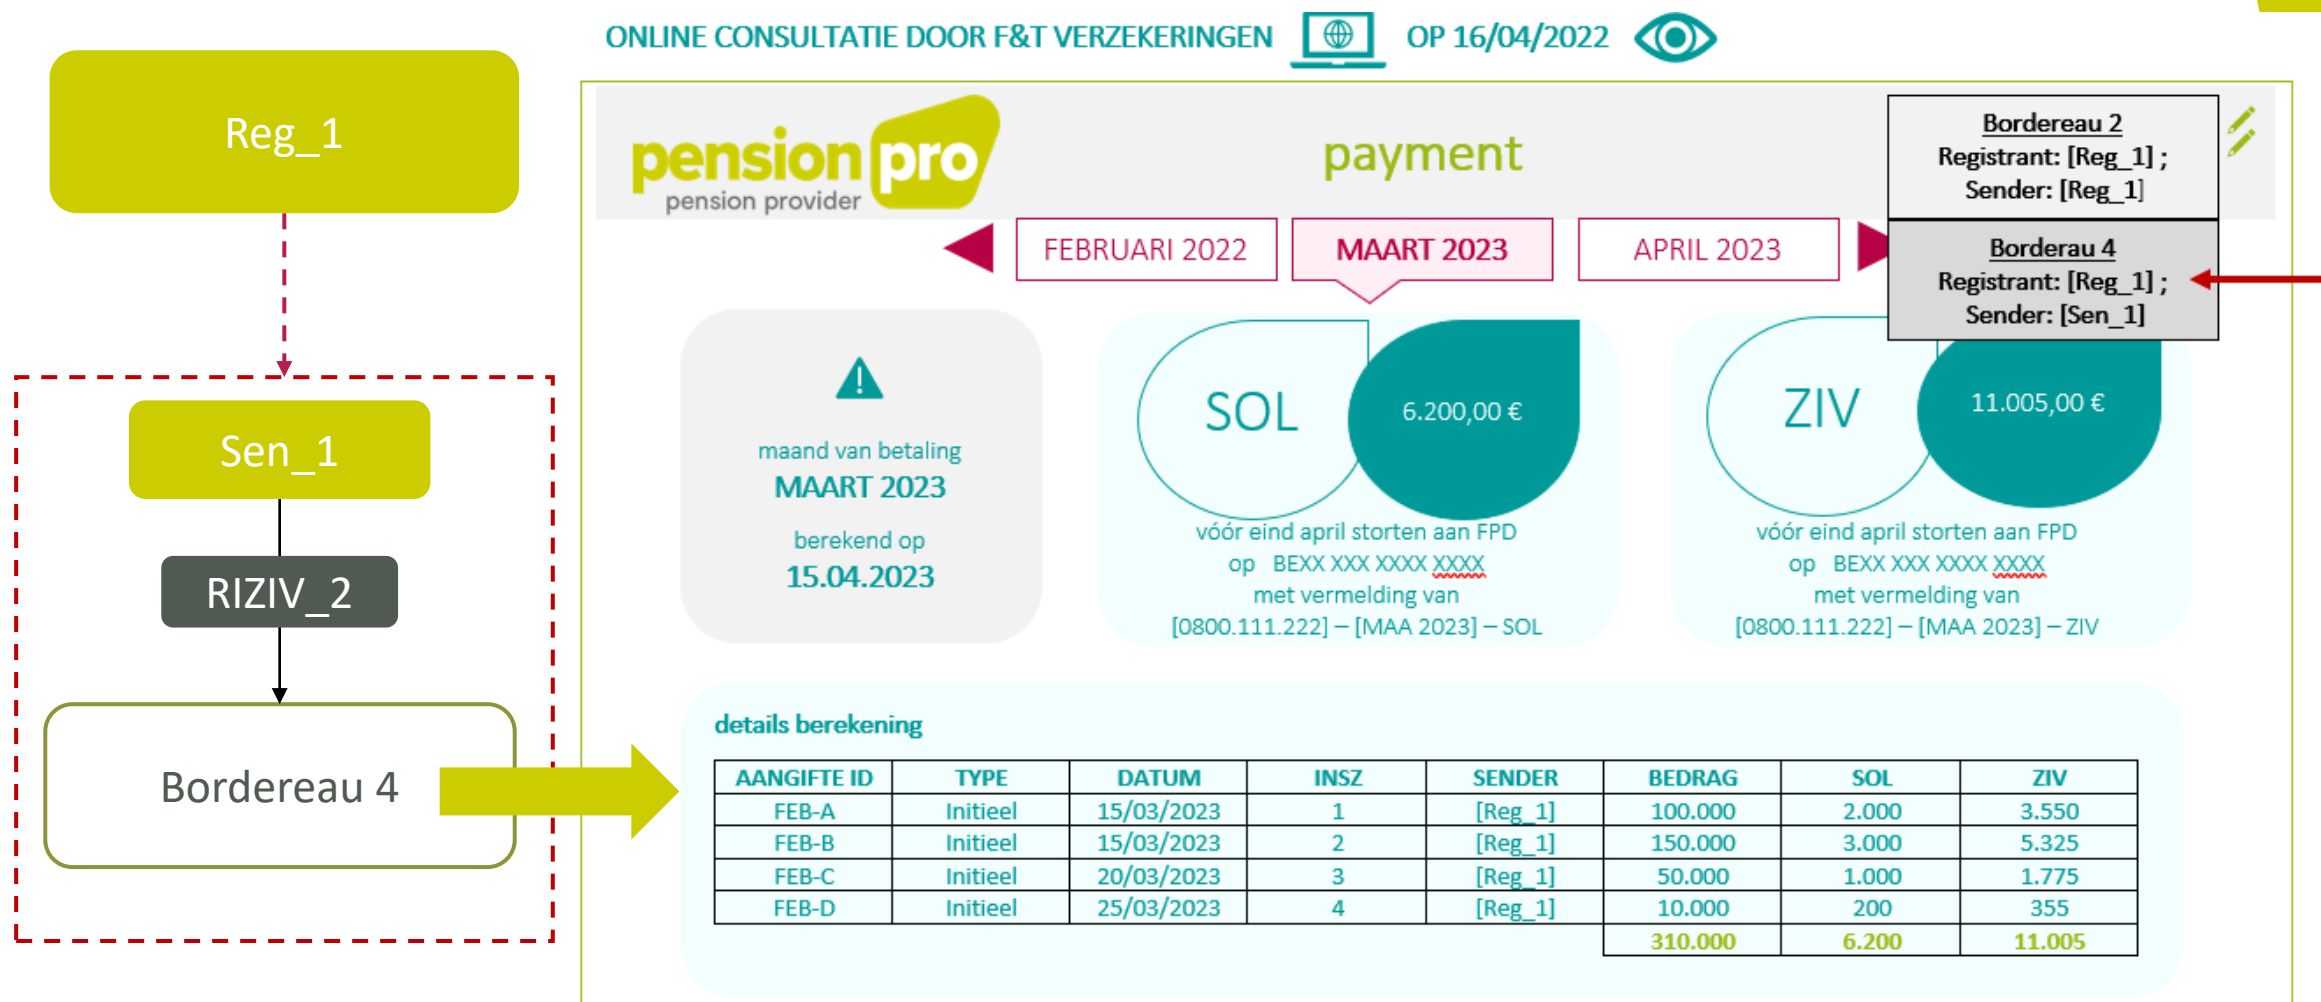 ONLINE CONSULTATIE DOOR F&T VERZEKERINGEN OP 16/04/2022
Reg_1
Sen_1
RIZIV_2
Bordereau 4
pension pro
pension provider
payment
Bordereau 2
Registrant: [Reg_1] ;
Sender: [Reg_1]
Borderau 4
Registrant: [Reg_1] ;
Sender: [Sen_1]
FEBRUARI 2022 MAART 2023 APRIL 2023
maand van betaling
MAART 2023
berekend op
15.04.2023
SOL 6.200,00 €
vóór eind april storten aan FPD
op BEXX XXX XXXX XXXX
met vermelding van
[0800.111.222] – [MAA 2023] – SOL
ZIV 11.005,00 €
vóór eind april storten aan FPD
op BEXX XXX XXXX XXXX
met vermelding van
[0800.111.222] – [MAA 2023] – ZIV
details berekening
AANGIFTE ID TYPE DATUM INSZ SENDER BEDRAG SOL ZIV
FEB-A Initieel 15/03/2023 1 [Reg_1] 100.000 2.000 3.550
FEB-B Initieel 15/03/2023 2 [Reg_1] 150.000 3.000 5.325
FEB-C Initieel 20/03/2023 3 [Reg_1] 50.000 1.000 1.775
FEB-D Initieel 25/03/2023 4 [Reg_1] 10.000 200 355
310.000 6.200 11.005